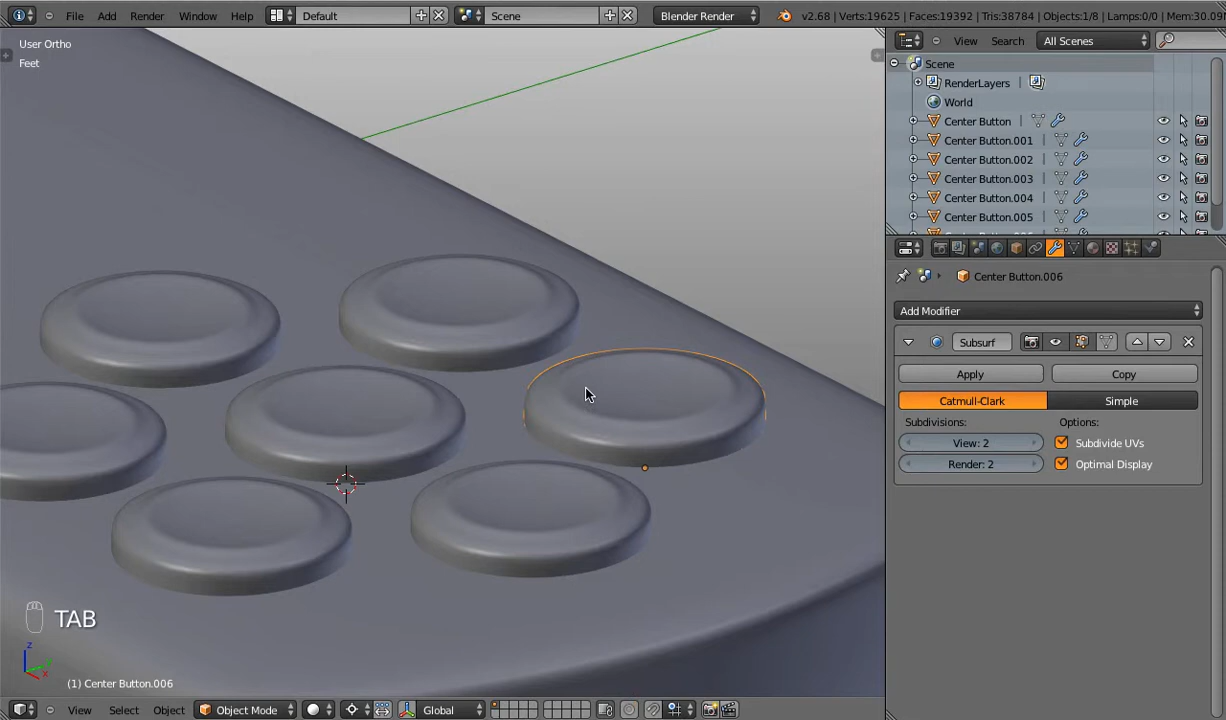 File Add Render Window Help Default Scene Blender Render v2.68 | Verts:19625 | Faces:19392 | Tris:38784 | Objects:1/8 | Lamps:0/0 | Mem:30.09
User Ortho
Feet
View Search All Scenes
Scene
RenderLayers
World
Center Button
Center Button.001
Center Button.002
Center Button.003
Center Button.004
Center Button.005
Center Button.006
Add Modifier
Subsurf
Apply Copy
Catmull-Clark Simple
Subdivisions: Options:
View: 2 Subdivide UVs
Render: 2 Optimal Display
TAB
z
y
x
(1) Center Button.006
View Select Object Object Mode Global